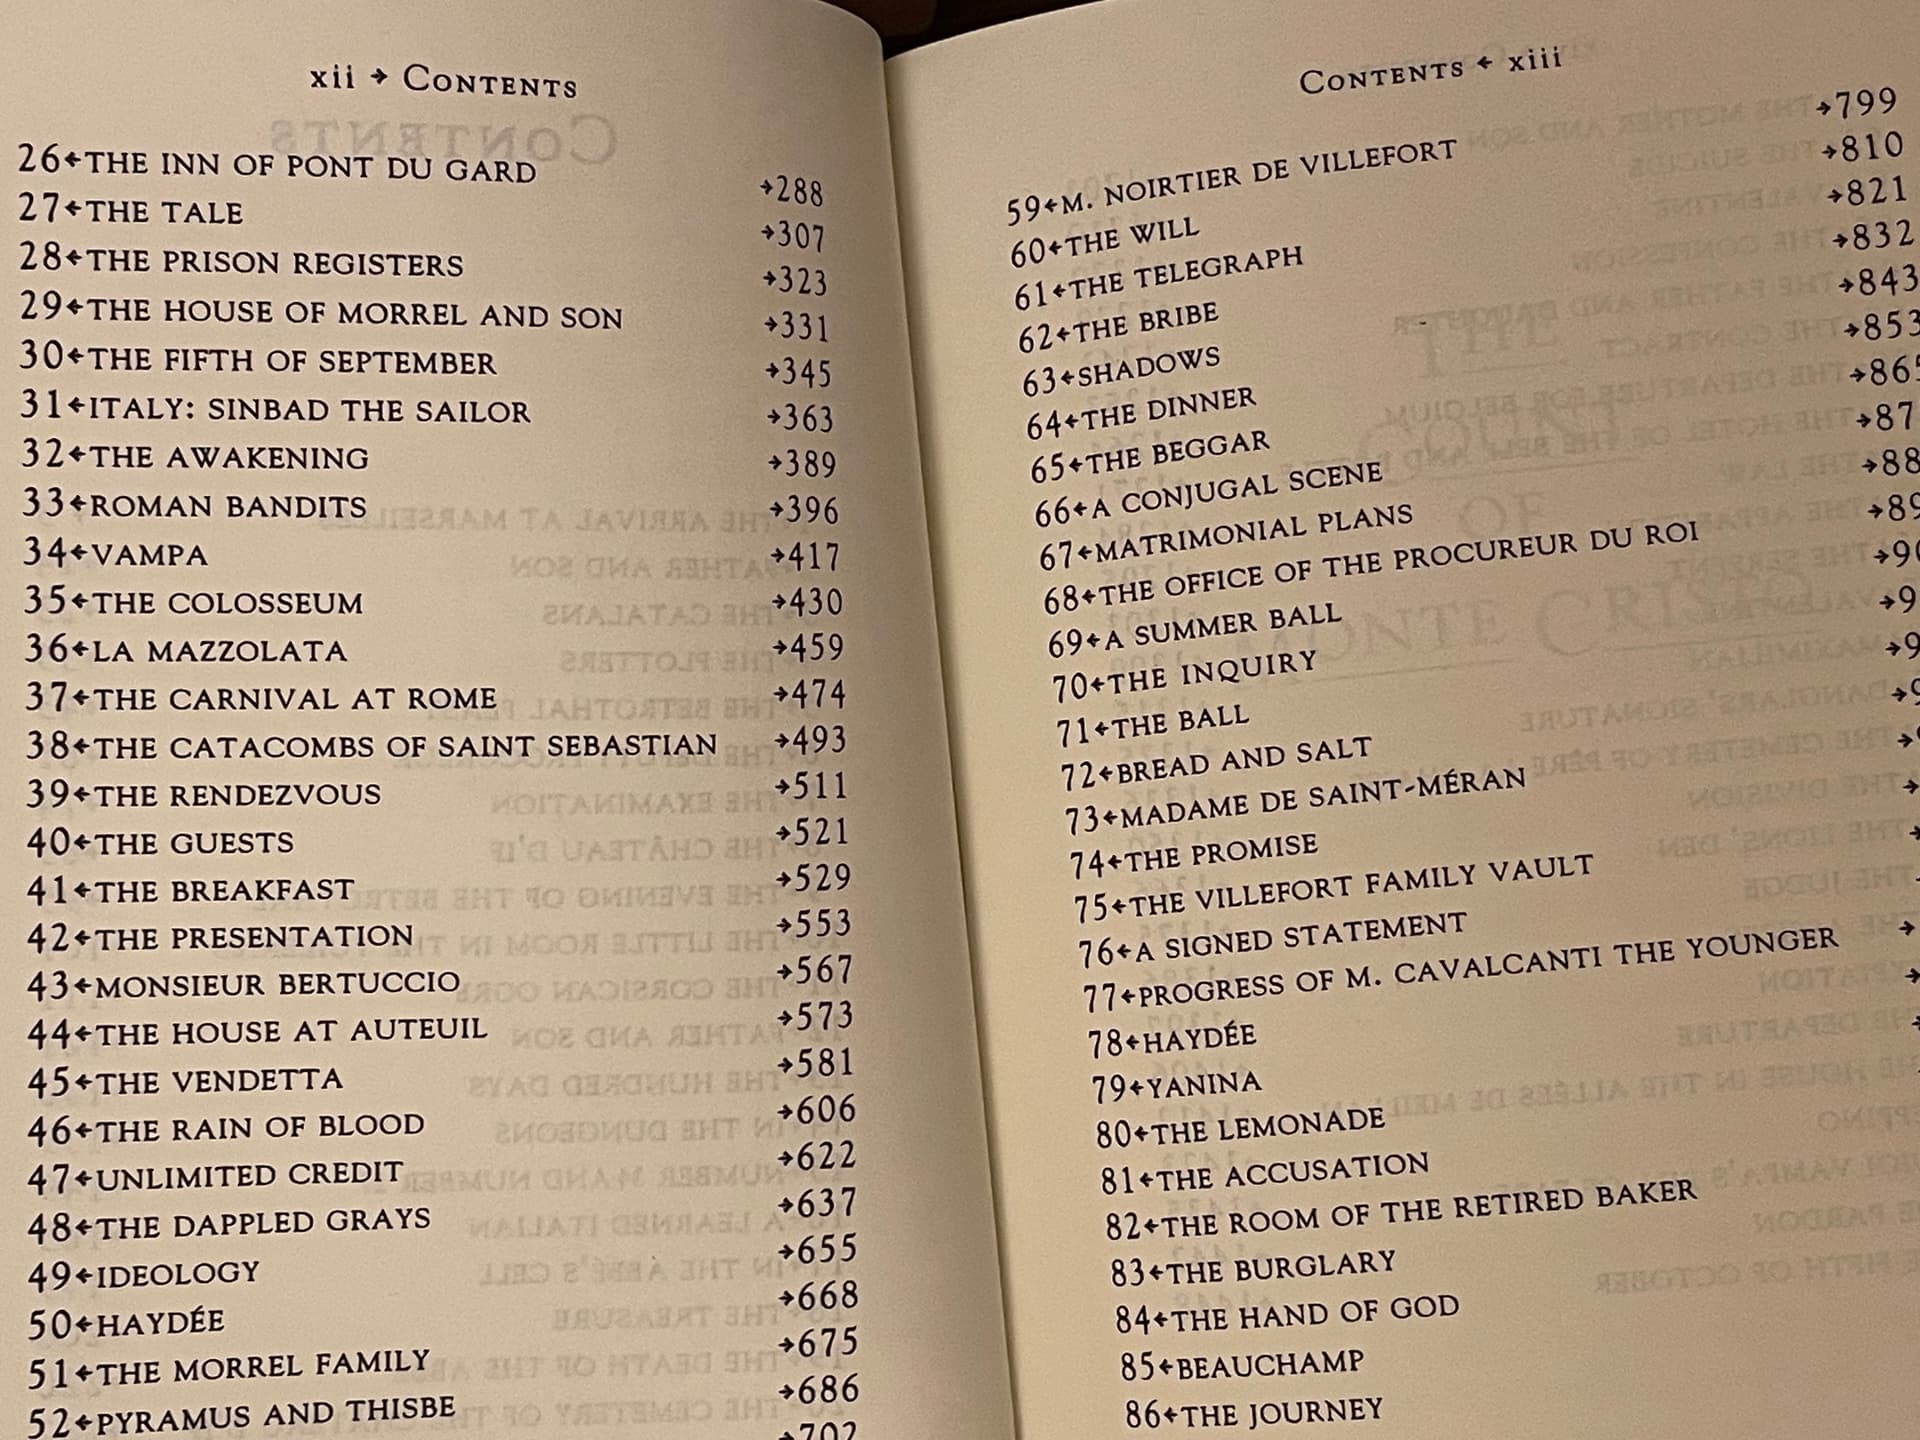 xii → CONTENTS
26←THE INN OF PONT DU GARD →288
27←THE TALE →307
28←THE PRISON REGISTERS →323
29←THE HOUSE OF MORREL AND SON →331
30←THE FIFTH OF SEPTEMBER →345
31←ITALY: SINBAD THE SAILOR →363
32←THE AWAKENING →389
33←ROMAN BANDITS →396
34←VAMPA →417
35←THE COLOSSEUM →430
36←LA MAZZOLATA →459
37←THE CARNIVAL AT ROME →474
38←THE CATACOMBS OF SAINT SEBASTIAN →493
39←THE RENDEZVOUS →511
40←THE GUESTS →521
41←THE BREAKFAST →529
42←THE PRESENTATION →553
43←MONSIEUR BERTUCCIO →567
44←THE HOUSE AT AUTEUIL →573
45←THE VENDETTA →581
46←THE RAIN OF BLOOD →606
47←UNLIMITED CREDIT →622
48←THE DAPPLED GRAYS →637
49←IDEOLOGY →655
50←HAYDÉE →668
51←THE MORREL FAMILY →675
52←PYRAMUS AND THISBE →686
→702
CONTENTS ← xiii
59←M. NOIRTIER DE VILLEFORT →799
60←THE WILL →810
61←THE TELEGRAPH →821
62←THE BRIBE →832
63←SHADOWS →843
64←THE DINNER →853
65←THE BEGGAR →865
66←A CONJUGAL SCENE
67←MATRIMONIAL PLANS
68←THE OFFICE OF THE PROCUREUR DU ROI
69←A SUMMER BALL
70←THE INQUIRY
71←THE BALL
72←BREAD AND SALT
73←MADAME DE SAINT-MÉRAN
74←THE PROMISE
75←THE VILLEFORT FAMILY VAULT
76←A SIGNED STATEMENT
77←PROGRESS OF M. CAVALCANTI THE YOUNGER
78←HAYDÉE
79←YANINA
80←THE LEMONADE
81←THE ACCUSATION
82←THE ROOM OF THE RETIRED BAKER
83←THE BURGLARY
84←THE HAND OF GOD
85←BEAUCHAMP
86←THE JOURNEY